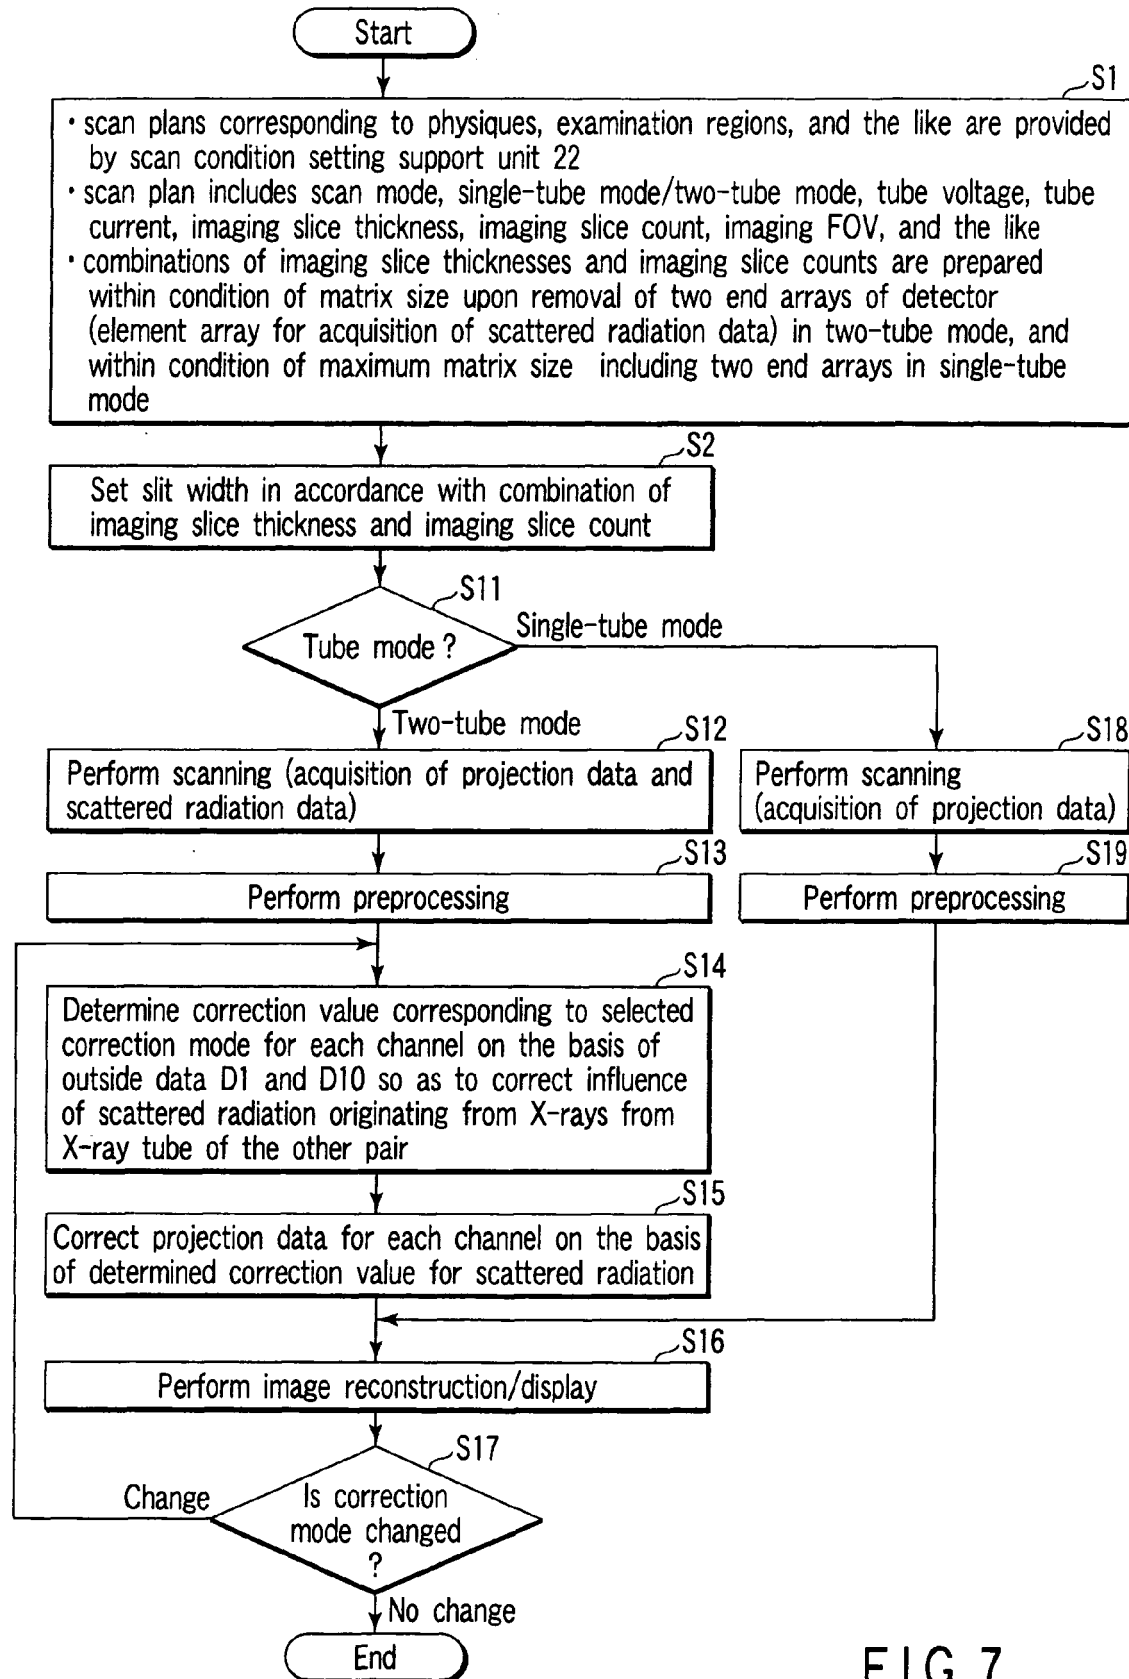 Start
S1
・scan plans corresponding to physiques, examination regions, and the like are provided
by scan condition setting support unit 22
・scan plan includes scan mode, single-tube mode/two-tube mode, tube voltage, tube
current, imaging slice thickness, imaging slice count, imaging FOV, and the like
・combinations of imaging slice thicknesses and imaging slice counts are prepared
within condition of matrix size upon removal of two end arrays of detector
(element array for acquisition of scattered radiation data) in two-tube mode, and
within condition of maximum matrix size including two end arrays in single-tube
mode
S2
Set slit width in accordance with combination of
imaging slice thickness and imaging slice count
S11
Tube mode ?
Single-tube mode
Two-tube mode
S12
Perform scanning (acquisition of projection data and
scattered radiation data)
S18
Perform scanning
(acquisition of projection data)
S13
Perform preprocessing
S19
Perform preprocessing
S14
Determine correction value corresponding to selected
correction mode for each channel on the basis of
outside data D1 and D10 so as to correct influence
of scattered radiation originating from X-rays from
X-ray tube of the other pair
S15
Correct projection data for each channel on the basis
of determined correction value for scattered radiation
S16
Perform image reconstruction/display
S17
Is correction
mode changed
?
Change
No change
End
FIG. 7